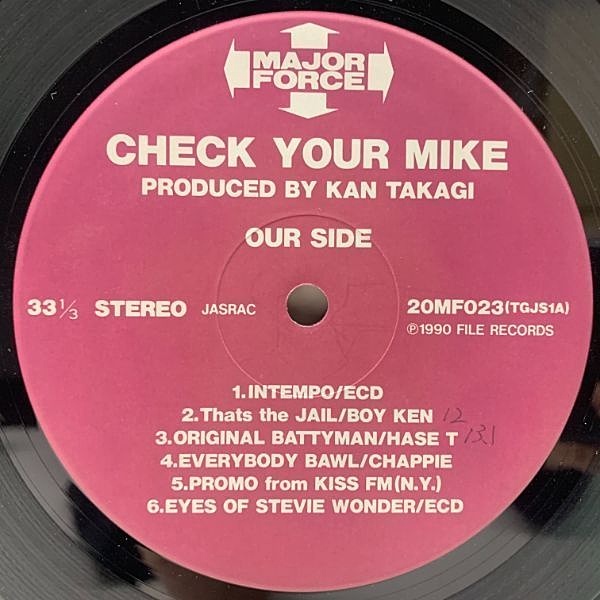 MAJOR
FORCE
CHECK YOUR MIKE
PRODUCED BY KAN TAKAGI
OUR SIDE
33 1/3 STEREO JASRAC 20MF023(TGJS1A)
℗1990 FILE RECORDS
1.INTEMPO/ECD
2.Thats the JAIL/BOY KEN 12
3.ORIGINAL BATTYMAN/HASE T 131
4.EVERYBODY BAWL/CHAPPIE
5.PROMO from KISS FM(N.Y.)
6.EYES OF STEVIE WONDER/ECD